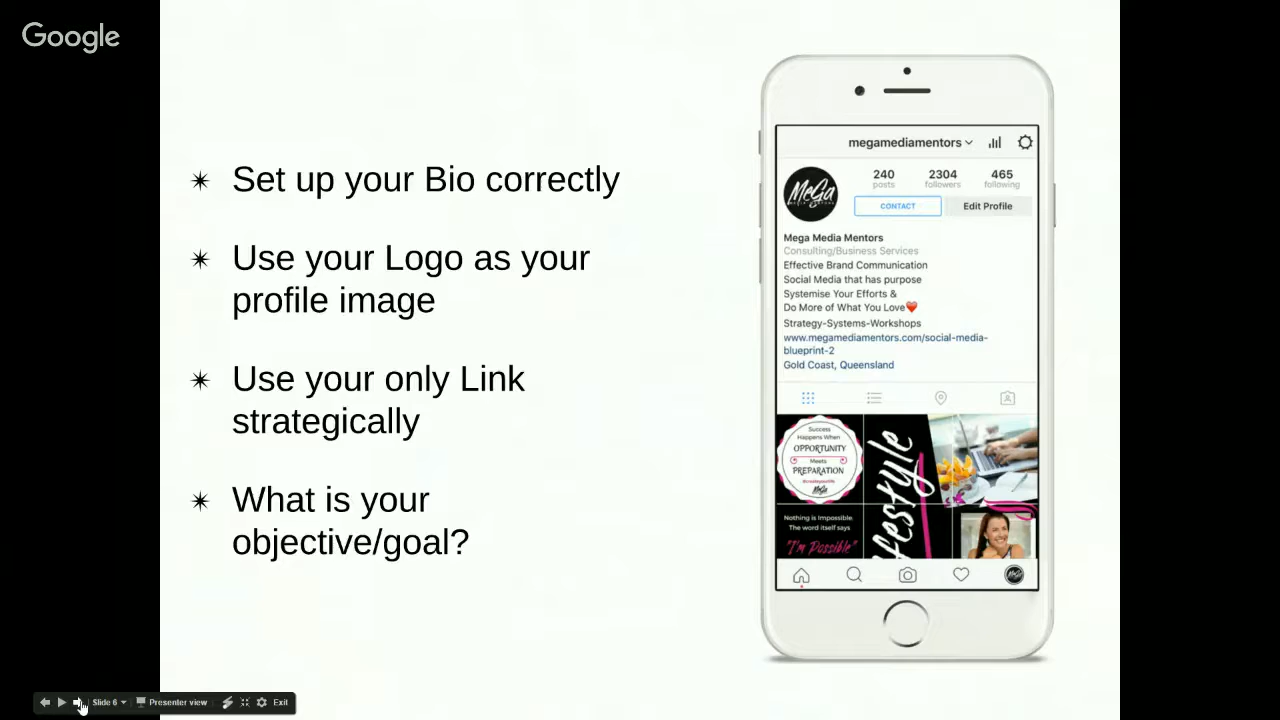 Google
✴ Set up your Bio correctly
✴ Use your Logo as your
profile image
✴ Use your only Link
strategically
✴ What is your
objective/goal?
megamediamentors
240 2304 465
posts followers following
CONTACT Edit Profile
MeGa
Mega Media Mentors
Consulting/Business Services
Effective Brand Communication
Social Media that has purpose
Systemise Your Efforts &
Do More of What You Love❤️
Strategy-Systems-Workshops
www.megamediamentors.com/social-media-
blueprint-2
Gold Coast, Queensland
Success
Happens When
OPPORTUNITY
Meets
PREPARATION
MeGa
festyle
Nothing is Impossible.
The word itself says
"I'm Possible"
Slide 6 Presenter view Exit